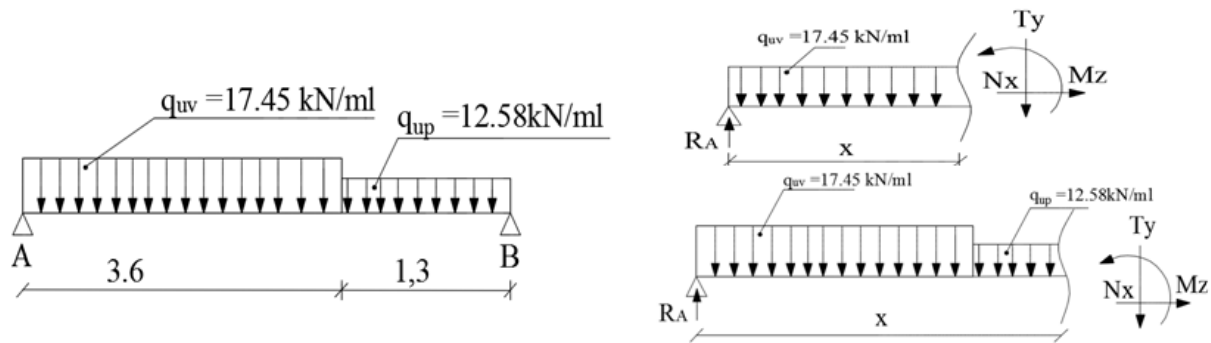 quv =17.45 kN/ml
qup =12.58kN/ml
A
B
3.6
1,3
quv =17.45 kN/ml
Ty
Nx
Mz
RA
x
quv =17.45 kN/ml
qup =12.58kN/ml
Ty
Nx
Mz
RA
x